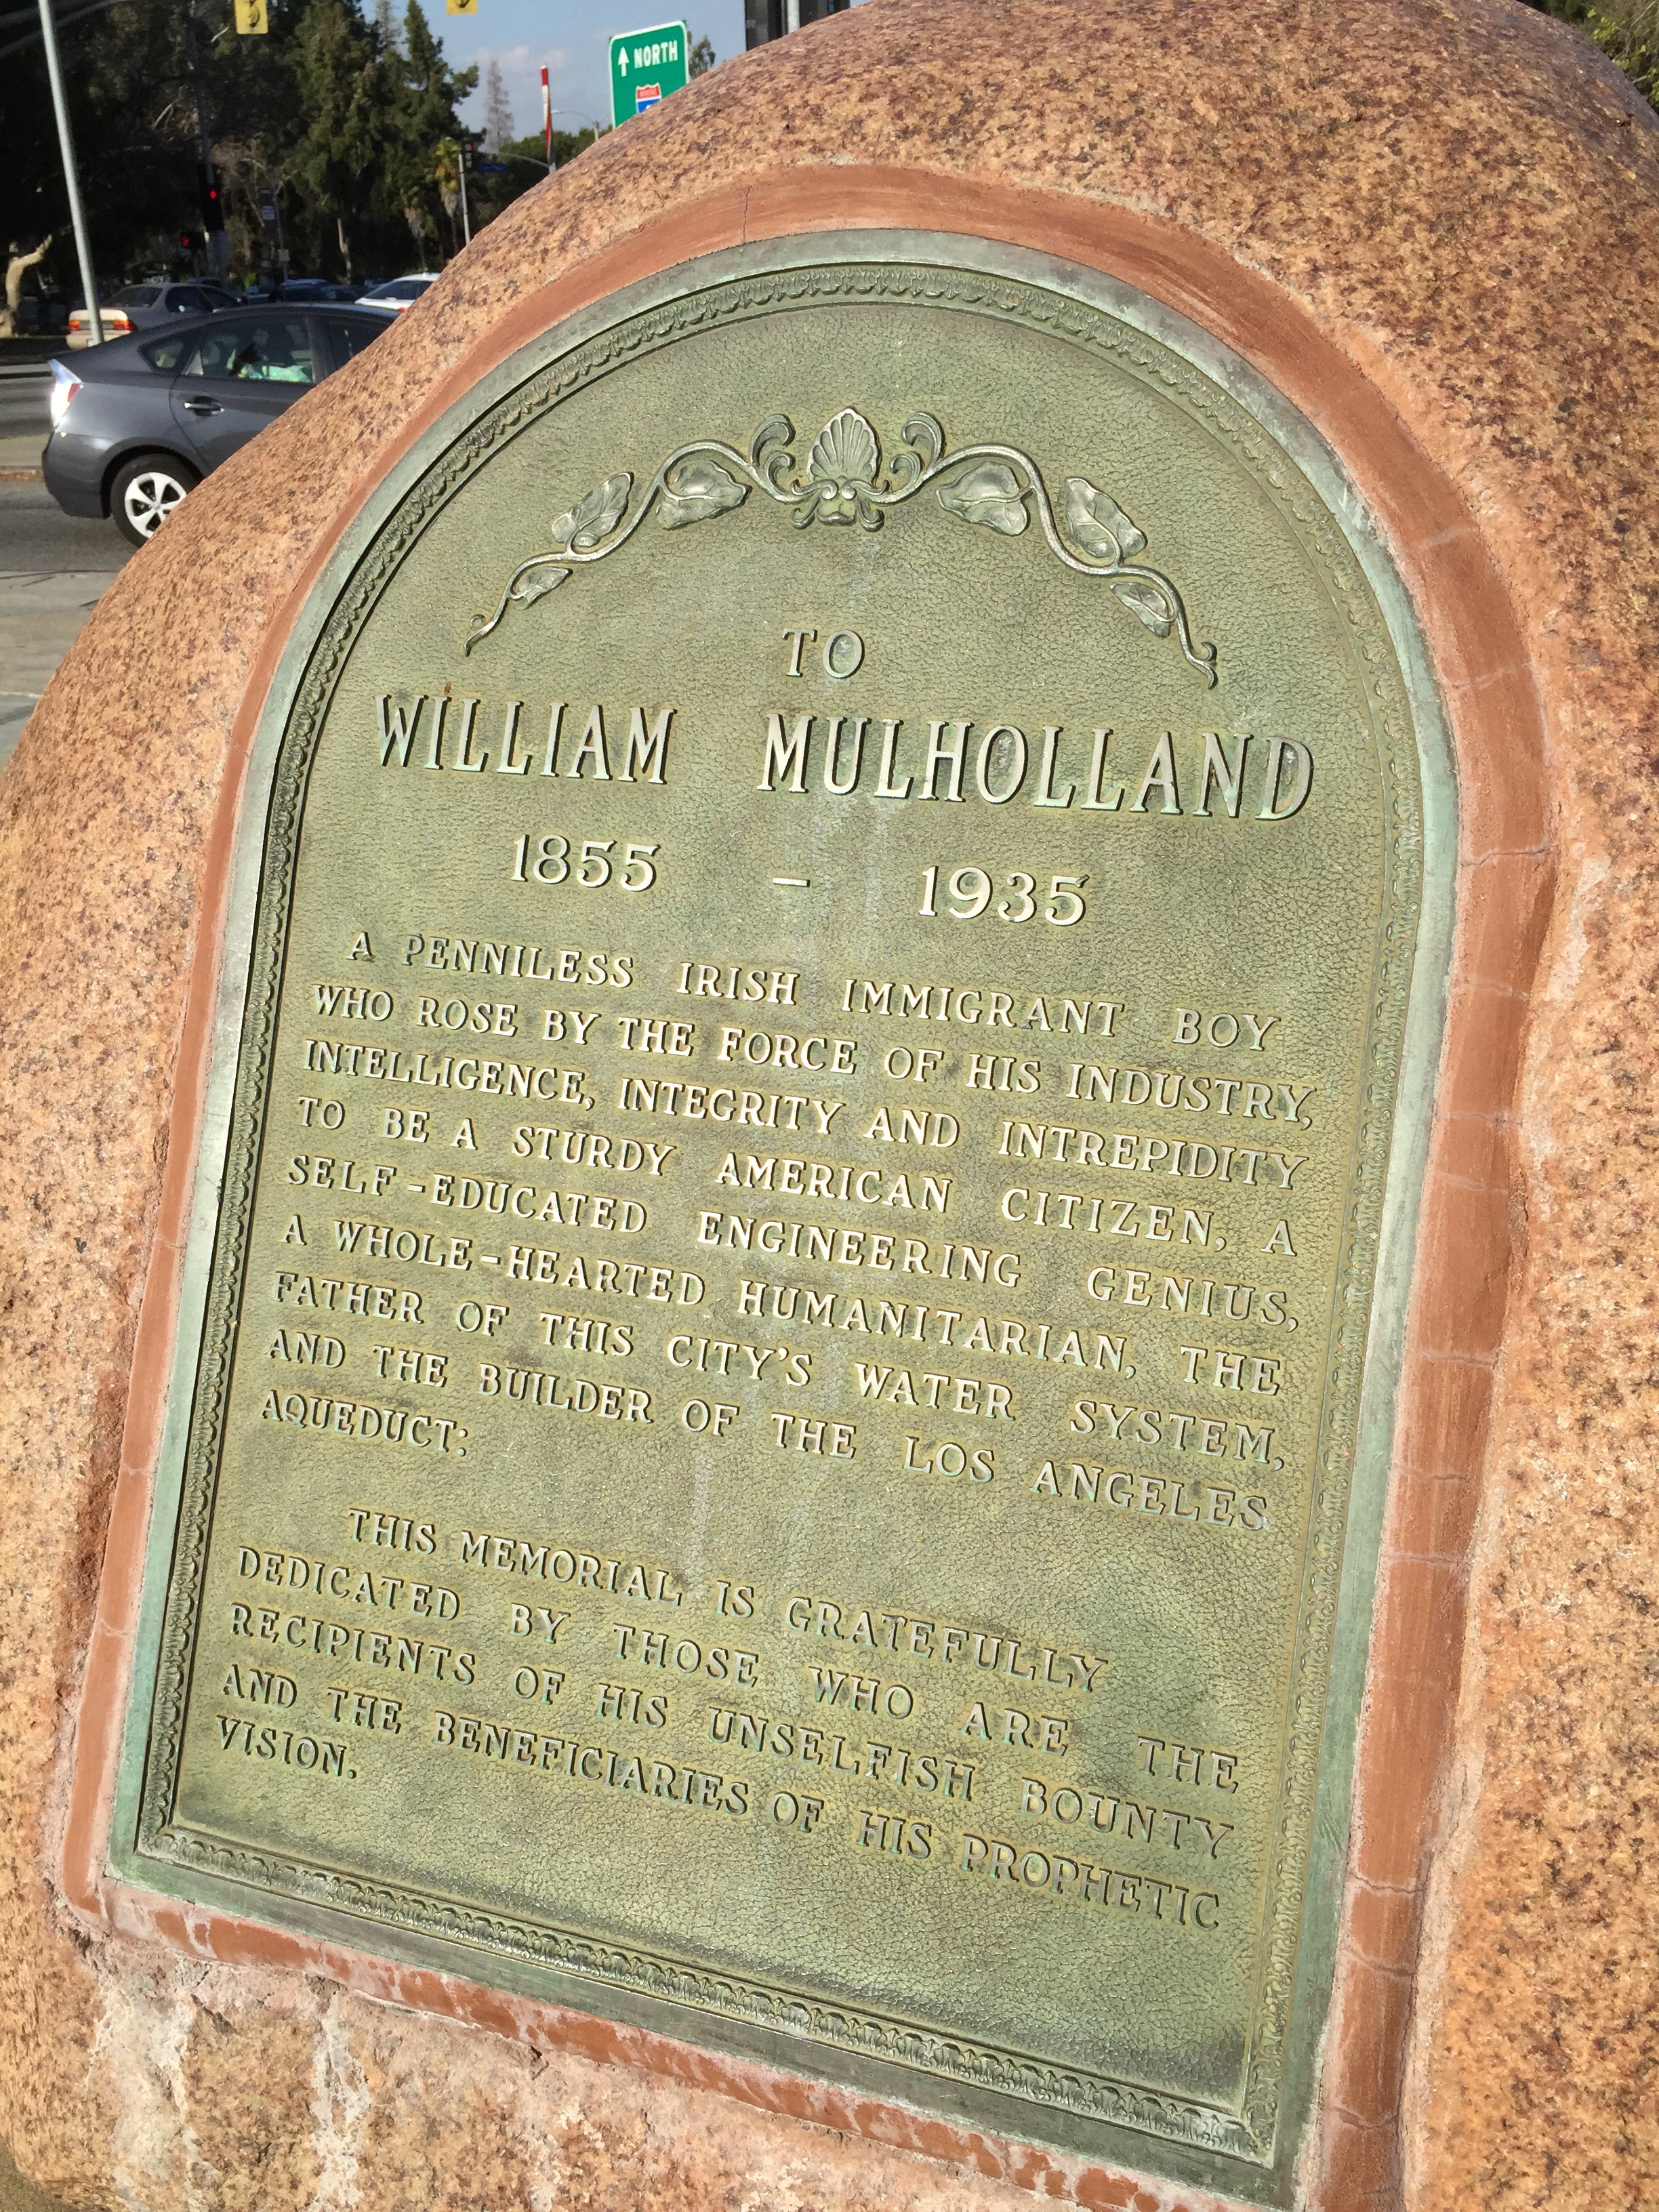 NORTH
TO
WILLIAM MULHOLLAND
1855 – 1935
A PENNILESS IRISH IMMIGRANT BOY
WHO ROSE BY THE FORCE OF HIS INDUSTRY,
INTELLIGENCE, INTEGRITY AND INTREPIDITY
TO BE A STURDY AMERICAN CITIZEN, A
SELF-EDUCATED ENGINEERING GENIUS,
A WHOLE-HEARTED HUMANITARIAN, THE
FATHER OF THIS CITY'S WATER SYSTEM,
AND THE BUILDER OF THE LOS ANGELES
AQUEDUCT:
THIS MEMORIAL IS GRATEFULLY
DEDICATED BY THOSE WHO ARE THE
RECIPIENTS OF HIS UNSELFISH BOUNTY
AND THE BENEFICIARIES OF HIS PROPHETIC
VISION.